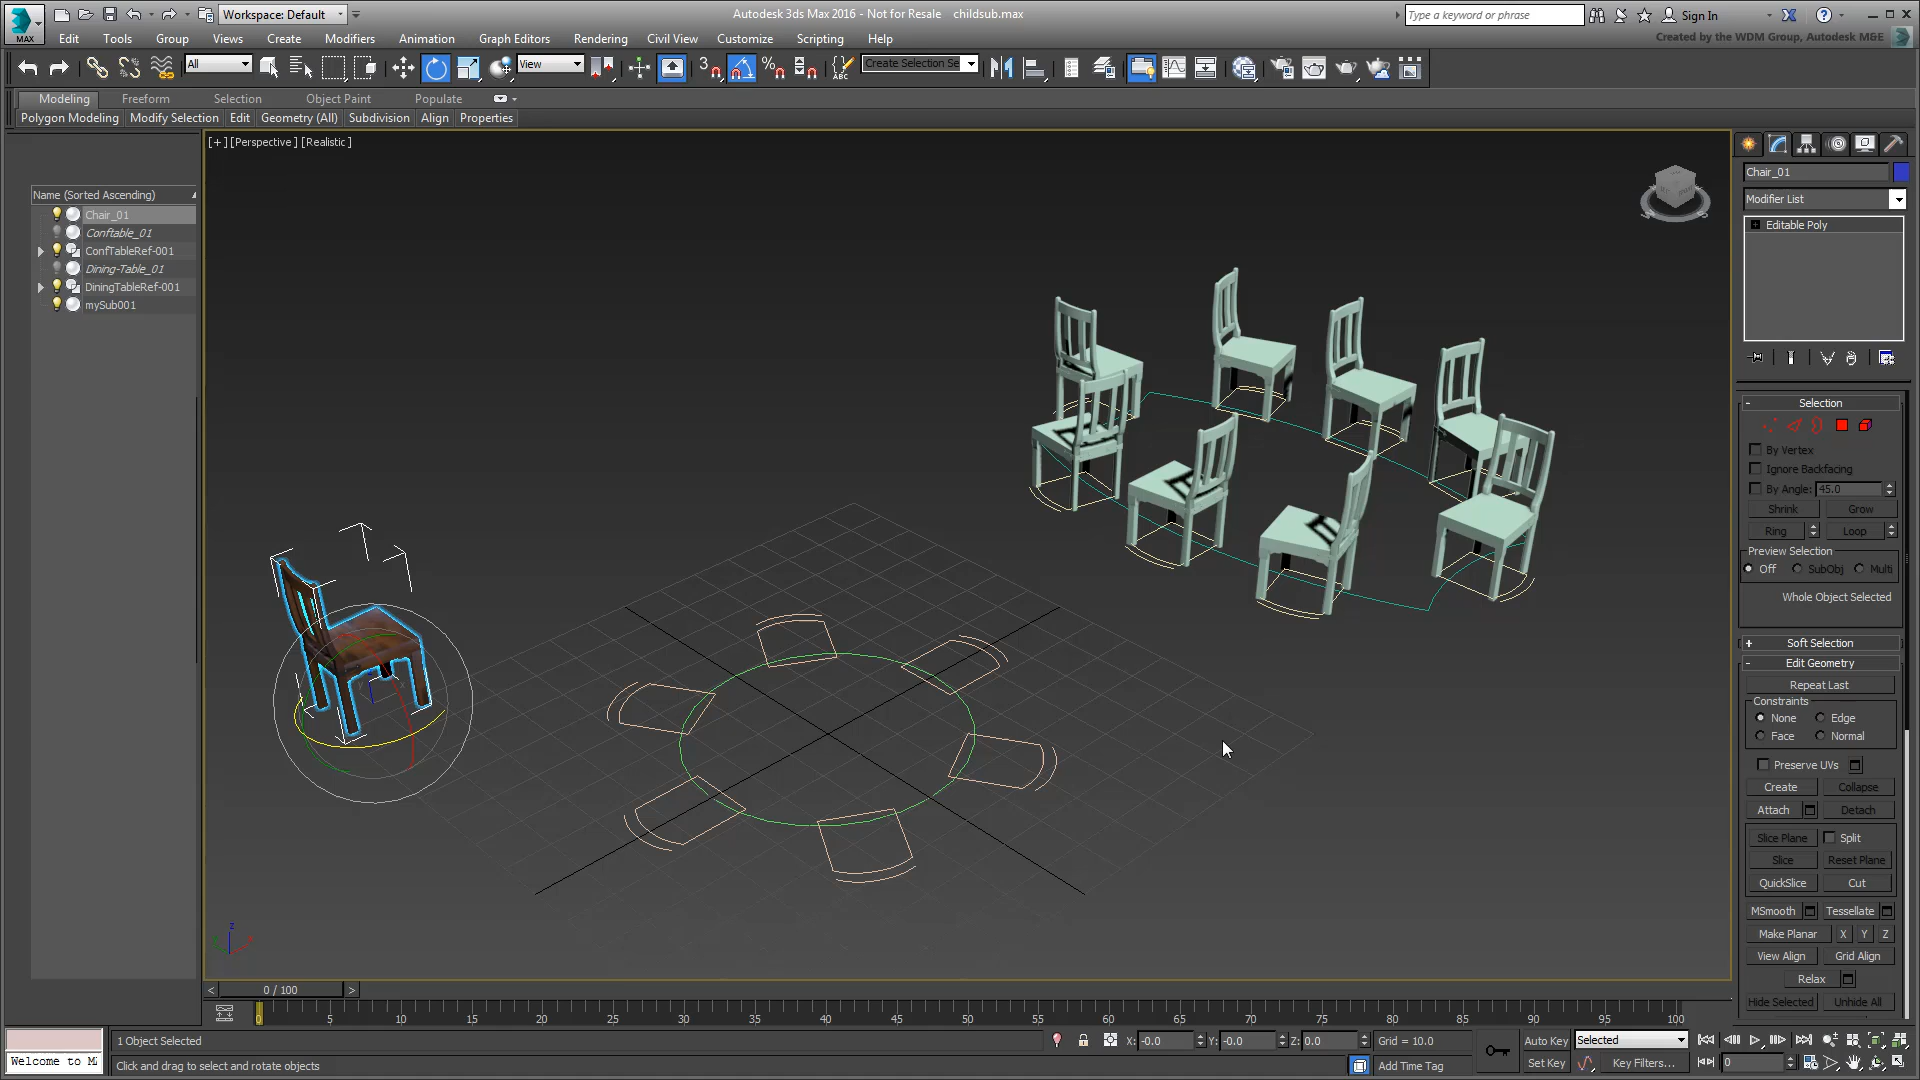 Workspace: Default
Autodesk 3ds Max 2016 - Not for Resale childsub.max
Type a keyword or phrase
Sign In
MAX
Edit Tools Group Views Create Modifiers Animation Graph Editors Rendering Civil View Customize Scripting Help
Created by the WDM Group, Autodesk M&E
All
View
3
%
ABC
Create Selection Se
Modeling Freeform Selection Object Paint Populate
Polygon Modeling Modify Selection Edit Geometry (All) Subdivision Align Properties
[+] [Perspective] [Realistic]
Name (Sorted Ascending)
Chair_01
Conftable_01
ConfTableRef-001
Dining-Table_01
DiningTableRef-001
mySub001
Chair_01
Modifier List
Editable Poly
Selection
By Vertex
Ignore Backfacing
By Angle: 45.0
Shrink Grow
Ring Loop
Preview Selection
Off SubObj Multi
Whole Object Selected
Soft Selection
Edit Geometry
Repeat Last
Constraints
None Edge
Face Normal
Preserve UVs
Create Collapse
Attach Detach
Slice Plane Split
Slice Reset Plane
QuickSlice Cut
MSmooth Tessellate
Make Planar X Y Z
View Align Grid Align
Relax
Hide Selected Unhide All
z
< 0 / 100 >
0 5 10 15 20 25 30 35 40 45 50 55 60 65 70 75 80 85 90 95 100
1 Object Selected
X: -0.0 Y: -0.0 Z: 0.0 Grid = 10.0
Auto Key Selected
Welcome to M
Click and drag to select and rotate objects
Add Time Tag
Set Key Key Filters... 0